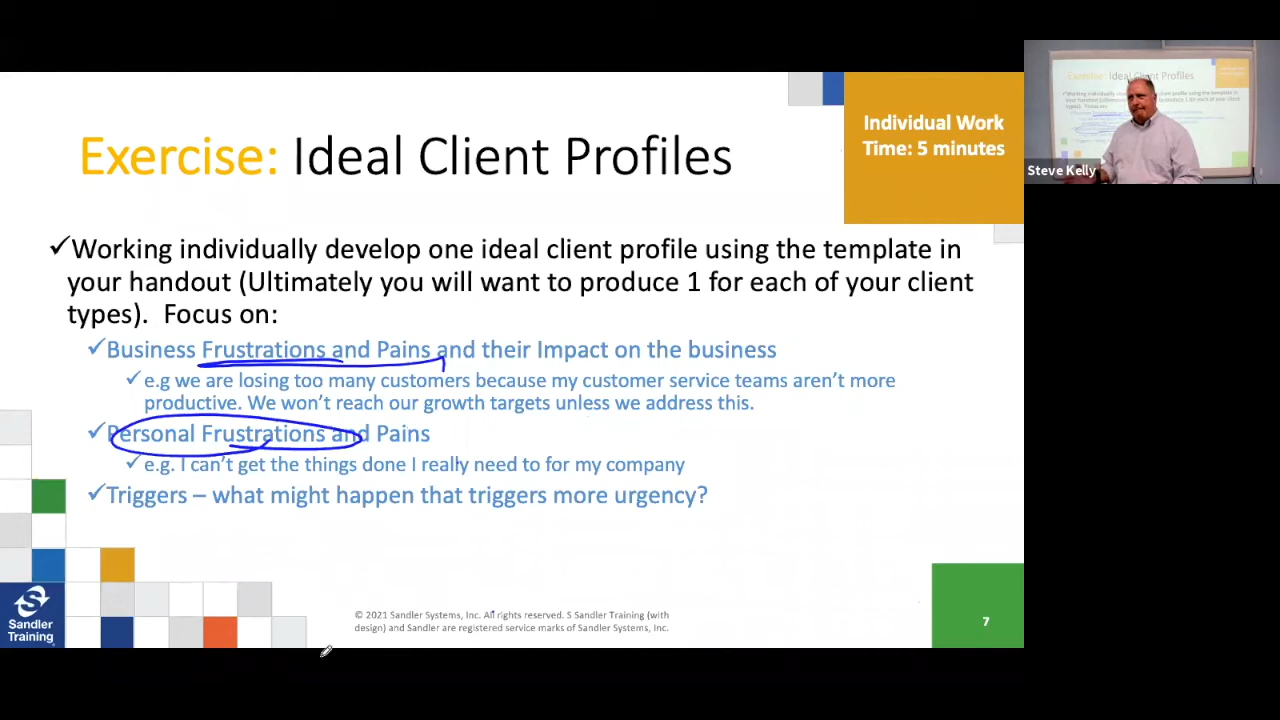 Exercise: Ideal Client Profiles
Individual Work
Time: 5 minutes
✓Working individually develop one ideal client profile using the template in
your handout (Ultimately you will want to produce 1 for each of your client
types). Focus on:
✓Business Frustrations and Pains and their Impact on the business
✓e.g we are losing too many customers because my customer service teams aren't more
productive. We won't reach our growth targets unless we address this.
✓Personal Frustrations and Pains
✓e.g. I can't get the things done I really need to for my company
✓Triggers – what might happen that triggers more urgency?
S
Sandler
Training
© 2021 Sandler Systems, Inc. All rights reserved. S Sandler Training (with
design) and Sandler are registered service marks of Sandler Systems, Inc.
7
Exercise: Ideal Client Profiles
Steve Kelly